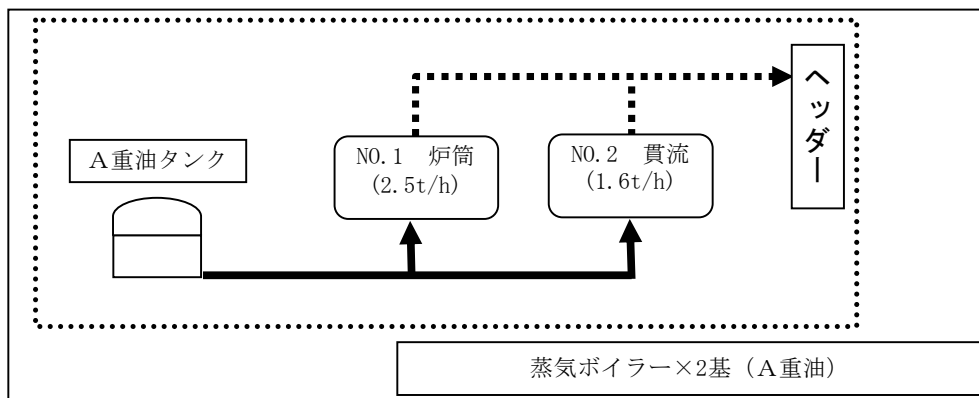 ヘッダー
A重油タンク
NO.1　炉筒
(2.5t/h)
NO.2　貫流
(1.6t/h)
蒸気ボイラー×2基（A重油）